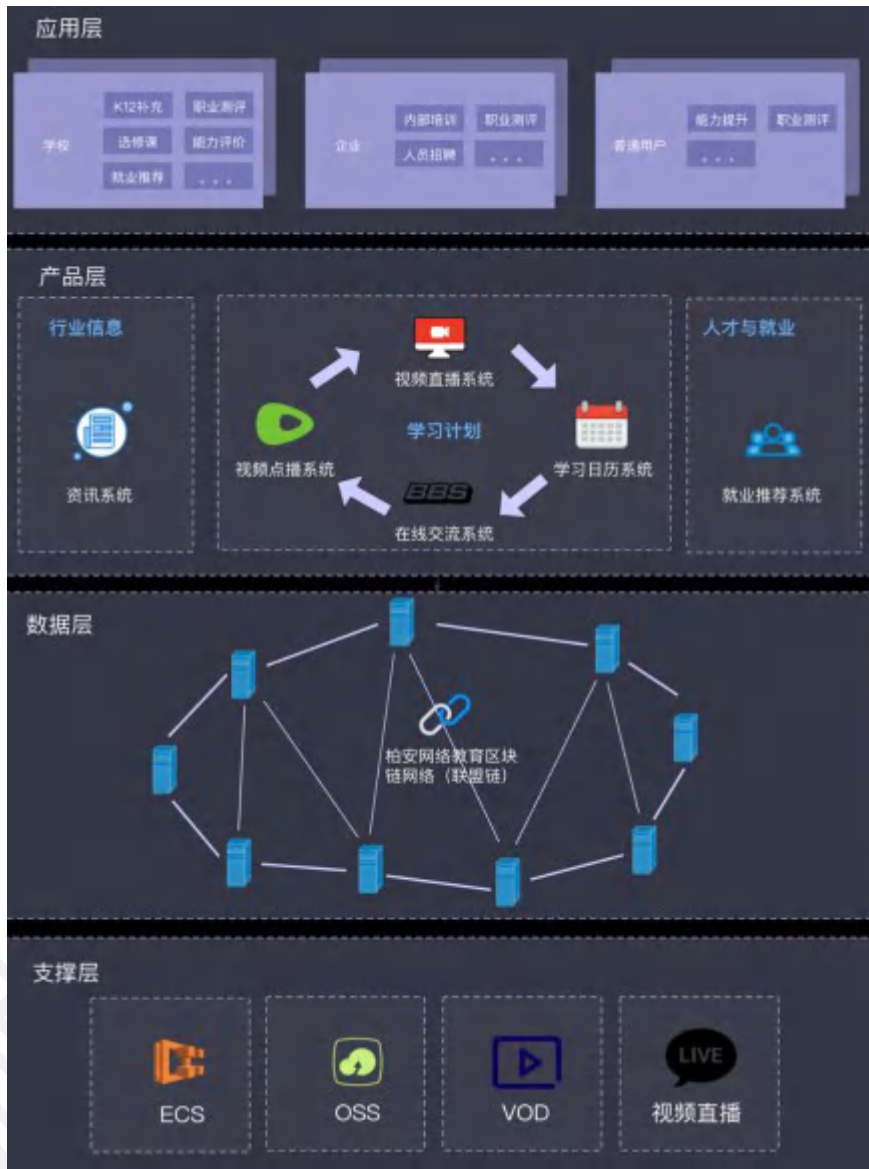 应用层
学校
K12补充 职业测评
选修课 能力评价
就业推荐 . . .
企业
内部培训 职业测评
人员招聘 . . .
普通用户
能力提升 职业测评
. . .
产品层
行业信息
资讯系统
视频直播系统
学习计划
视频点播系统
学习日历系统
BBS
在线交流系统
人才与就业
就业推荐系统
数据层
柏安网络教育区块
链网络（联盟链）
支撑层
ECS
OSS
VOD
LIVE
视频直播